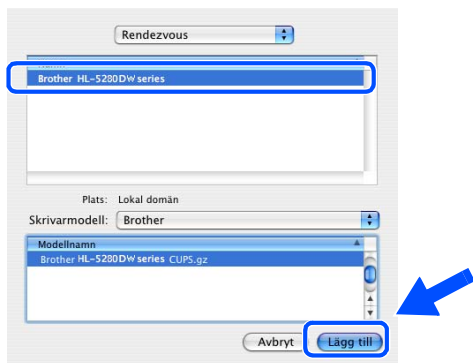 Rendezvous
Brother HL-5280DW series
Plats: Lokal domän
Skrivarmodell: Brother
Modellnamn
Brother HL-5280DW series CUPS.gz
Avbryt Lägg till